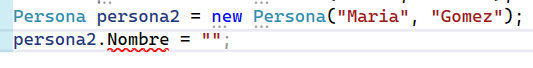 Persona persona2 = new Persona("Maria", "Gomez");
persona2.Nombre = "";